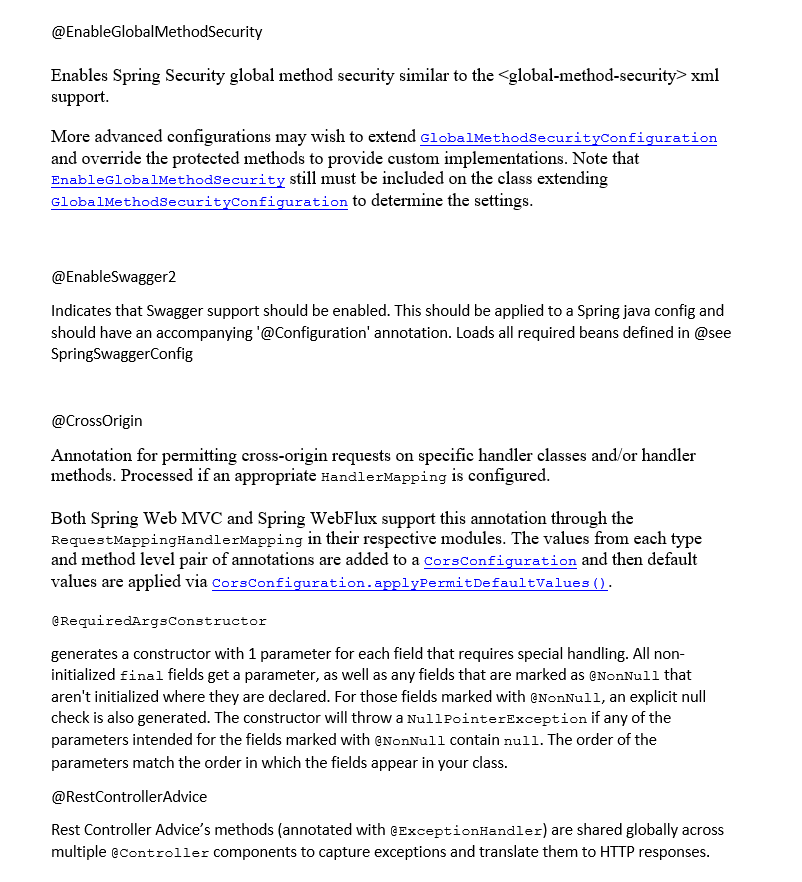 @EnableGlobalMethodSecurity
Enables Spring Security global method security similar to the <global-method-security> xml
support.
More advanced configurations may wish to extend GlobalMethodSecurityConfiguration
and override the protected methods to provide custom implementations. Note that
EnableGlobalMethodSecurity still must be included on the class extending
GlobalMethodSecurityConfiguration to determine the settings.
@EnableSwagger2
Indicates that Swagger support should be enabled. This should be applied to a Spring java config and
should have an accompanying '@Configuration' annotation. Loads all required beans defined in @see
SpringSwaggerConfig
@CrossOrigin
Annotation for permitting cross-origin requests on specific handler classes and/or handler
methods. Processed if an appropriate HandlerMapping is configured.
Both Spring Web MVC and Spring WebFlux support this annotation through the
RequestMappingHandlerMapping in their respective modules. The values from each type
and method level pair of annotations are added to a CorsConfiguration and then default
values are applied via CorsConfiguration.applyPermitDefaultValues().
@RequiredArgsConstructor
generates a constructor with 1 parameter for each field that requires special handling. All non-
initialized final fields get a parameter, as well as any fields that are marked as @NonNull that
aren't initialized where they are declared. For those fields marked with @NonNull, an explicit null
check is also generated. The constructor will throw a NullPointerException if any of the
parameters intended for the fields marked with @NonNull contain null. The order of the
parameters match the order in which the fields appear in your class.
@RestControllerAdvice
Rest Controller Advice’s methods (annotated with @ExceptionHandler) are shared globally across
multiple @Controller components to capture exceptions and translate them to HTTP responses.